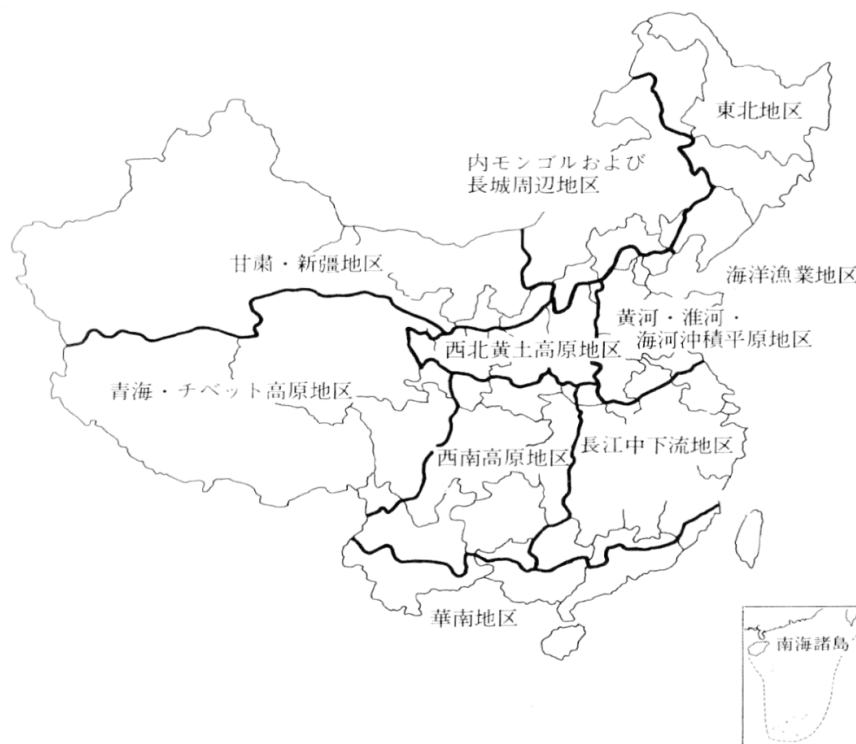 東北地区
内モンゴルおよび
長城周辺地区
甘粛・新疆地区
海洋漁業地区
黄河・淮河・
海河沖積平原地区
西北黄土高原地区
青海・チベット高原地区
長江中下流地区
西南高原地区
華南地区
南海諸島